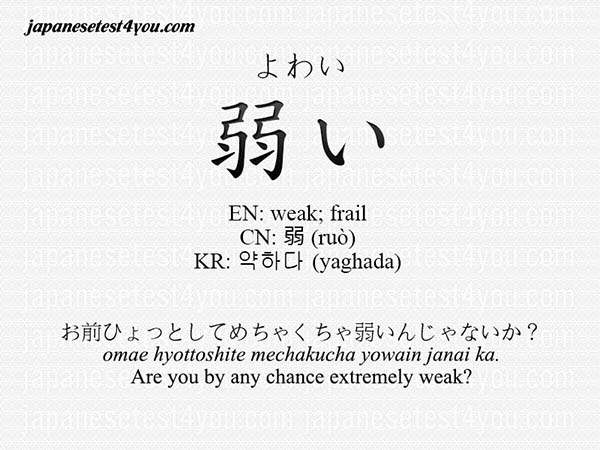 japanesetest4you.com
よわい
弱い
EN: weak; frail
CN: 弱 (ruò)
KR: 약하다 (yaghada)
お前ひょっとしてめちゃくちゃ弱いんじゃないか？
omae hyottoshite mechakucha yowain janai ka.
Are you by any chance extremely weak?